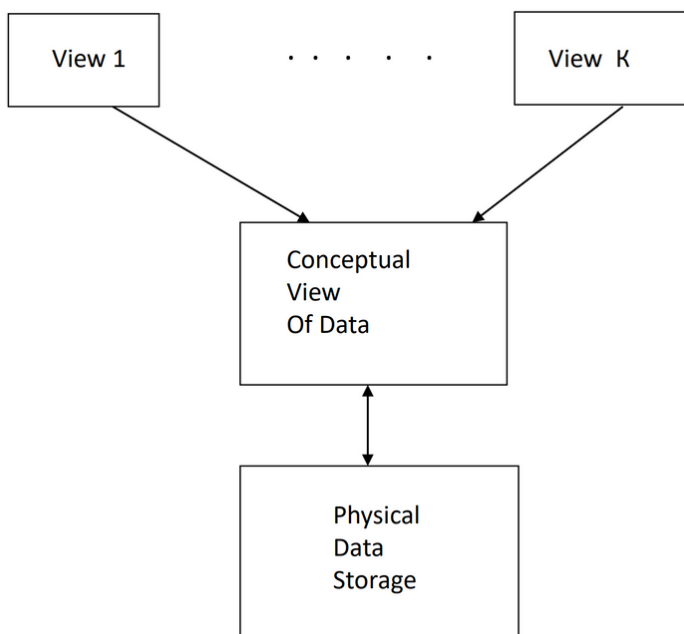 View 1
. . . . .
View K
Conceptual
View
Of Data
Physical
Data
Storage